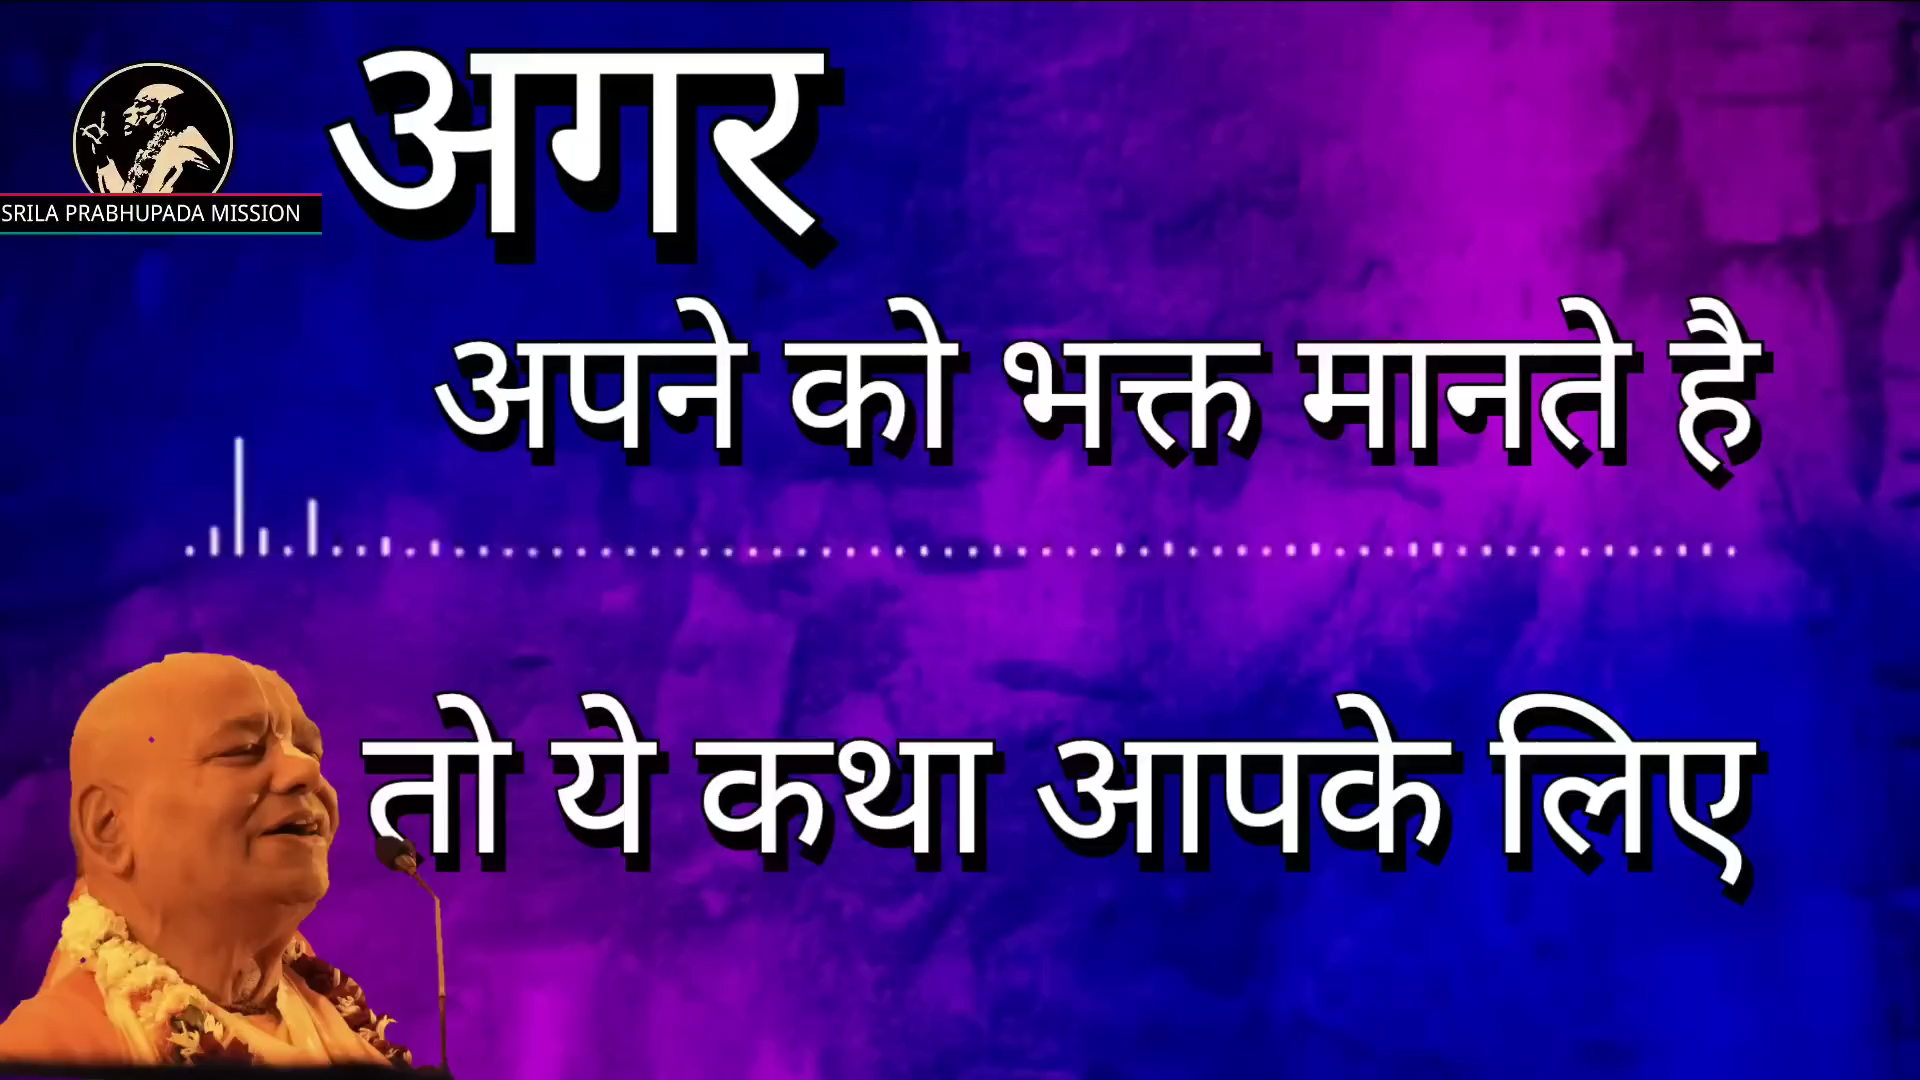 SRILA PRABHUPADA MISSION
अगर
अपने को भक्त मानते है
तो ये कथा आपके लिए